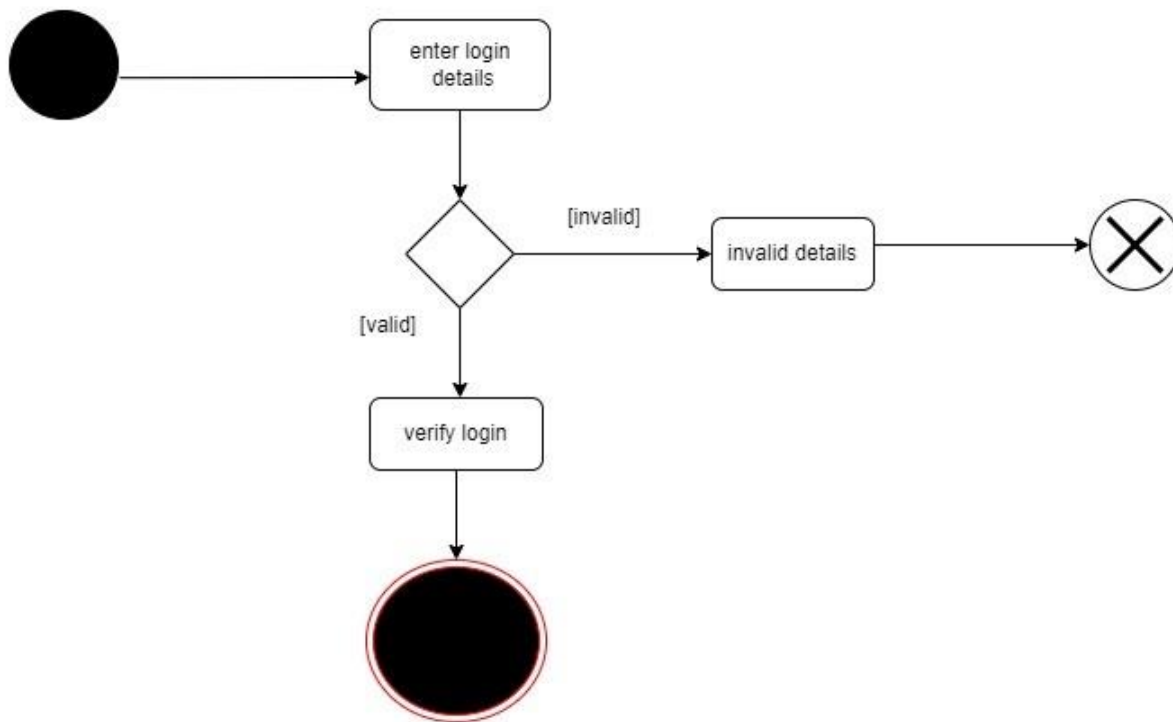 enter login
details
[invalid]
invalid details
[valid]
verify login